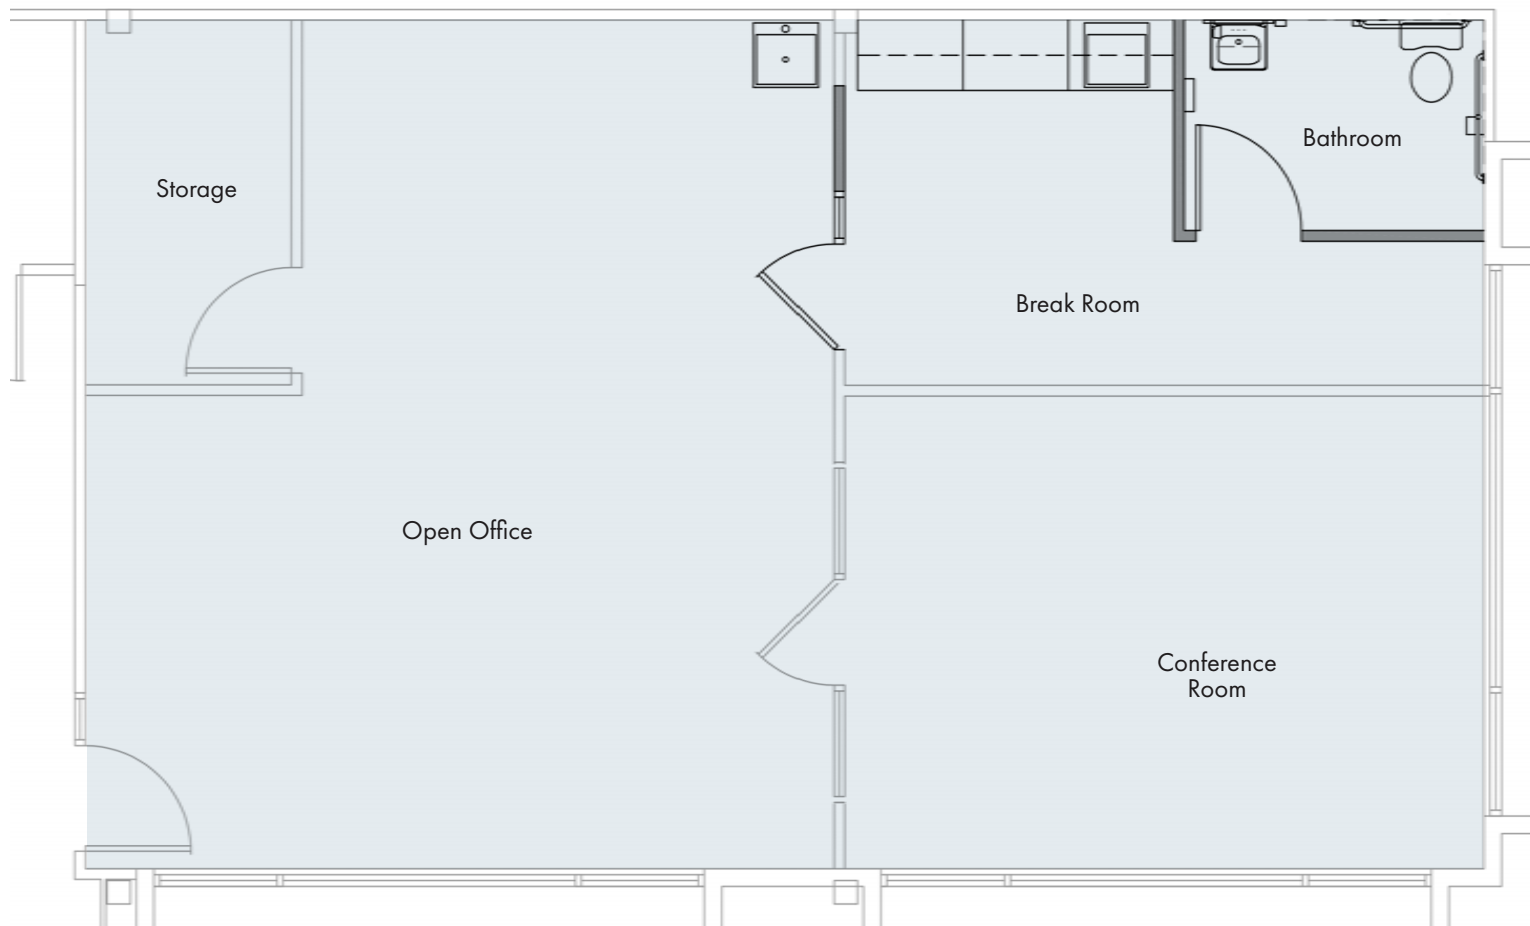 Bathroom
Storage
Break Room
Open Office
Conference
Room